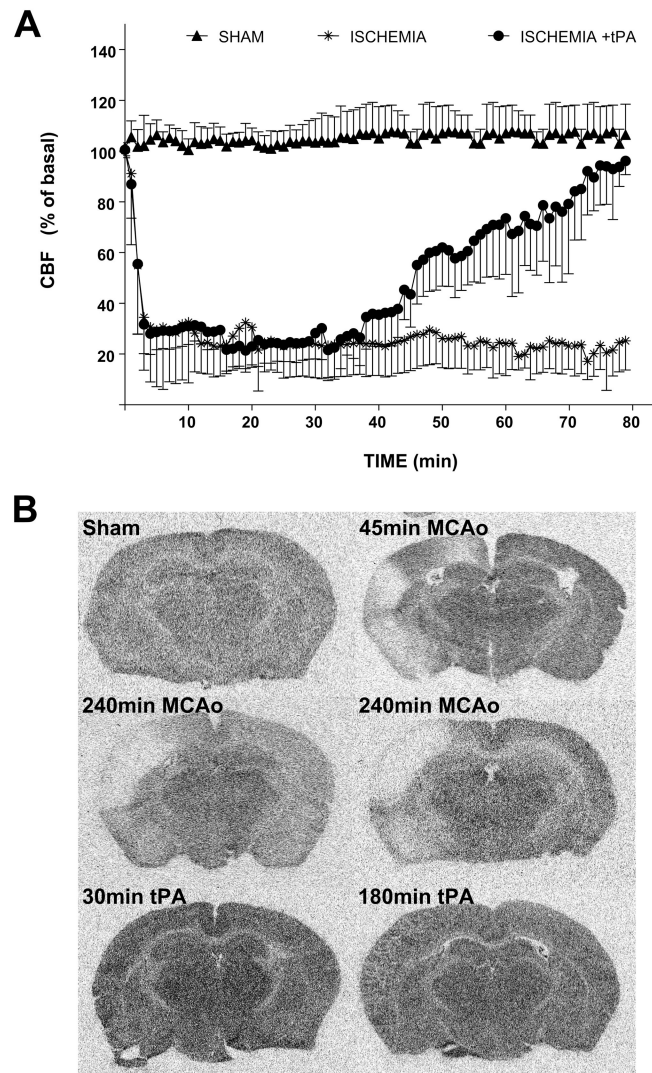 A
SHAM ISCHEMIA ISCHEMIA +tPA
140
120
100
80
60
40
20
CBF (% of basal)
10 20 30 40 50 60 70 80
TIME (min)
B
Sham 45min MCAo
240min MCAo 240min MCAo
30min tPA 180min tPA